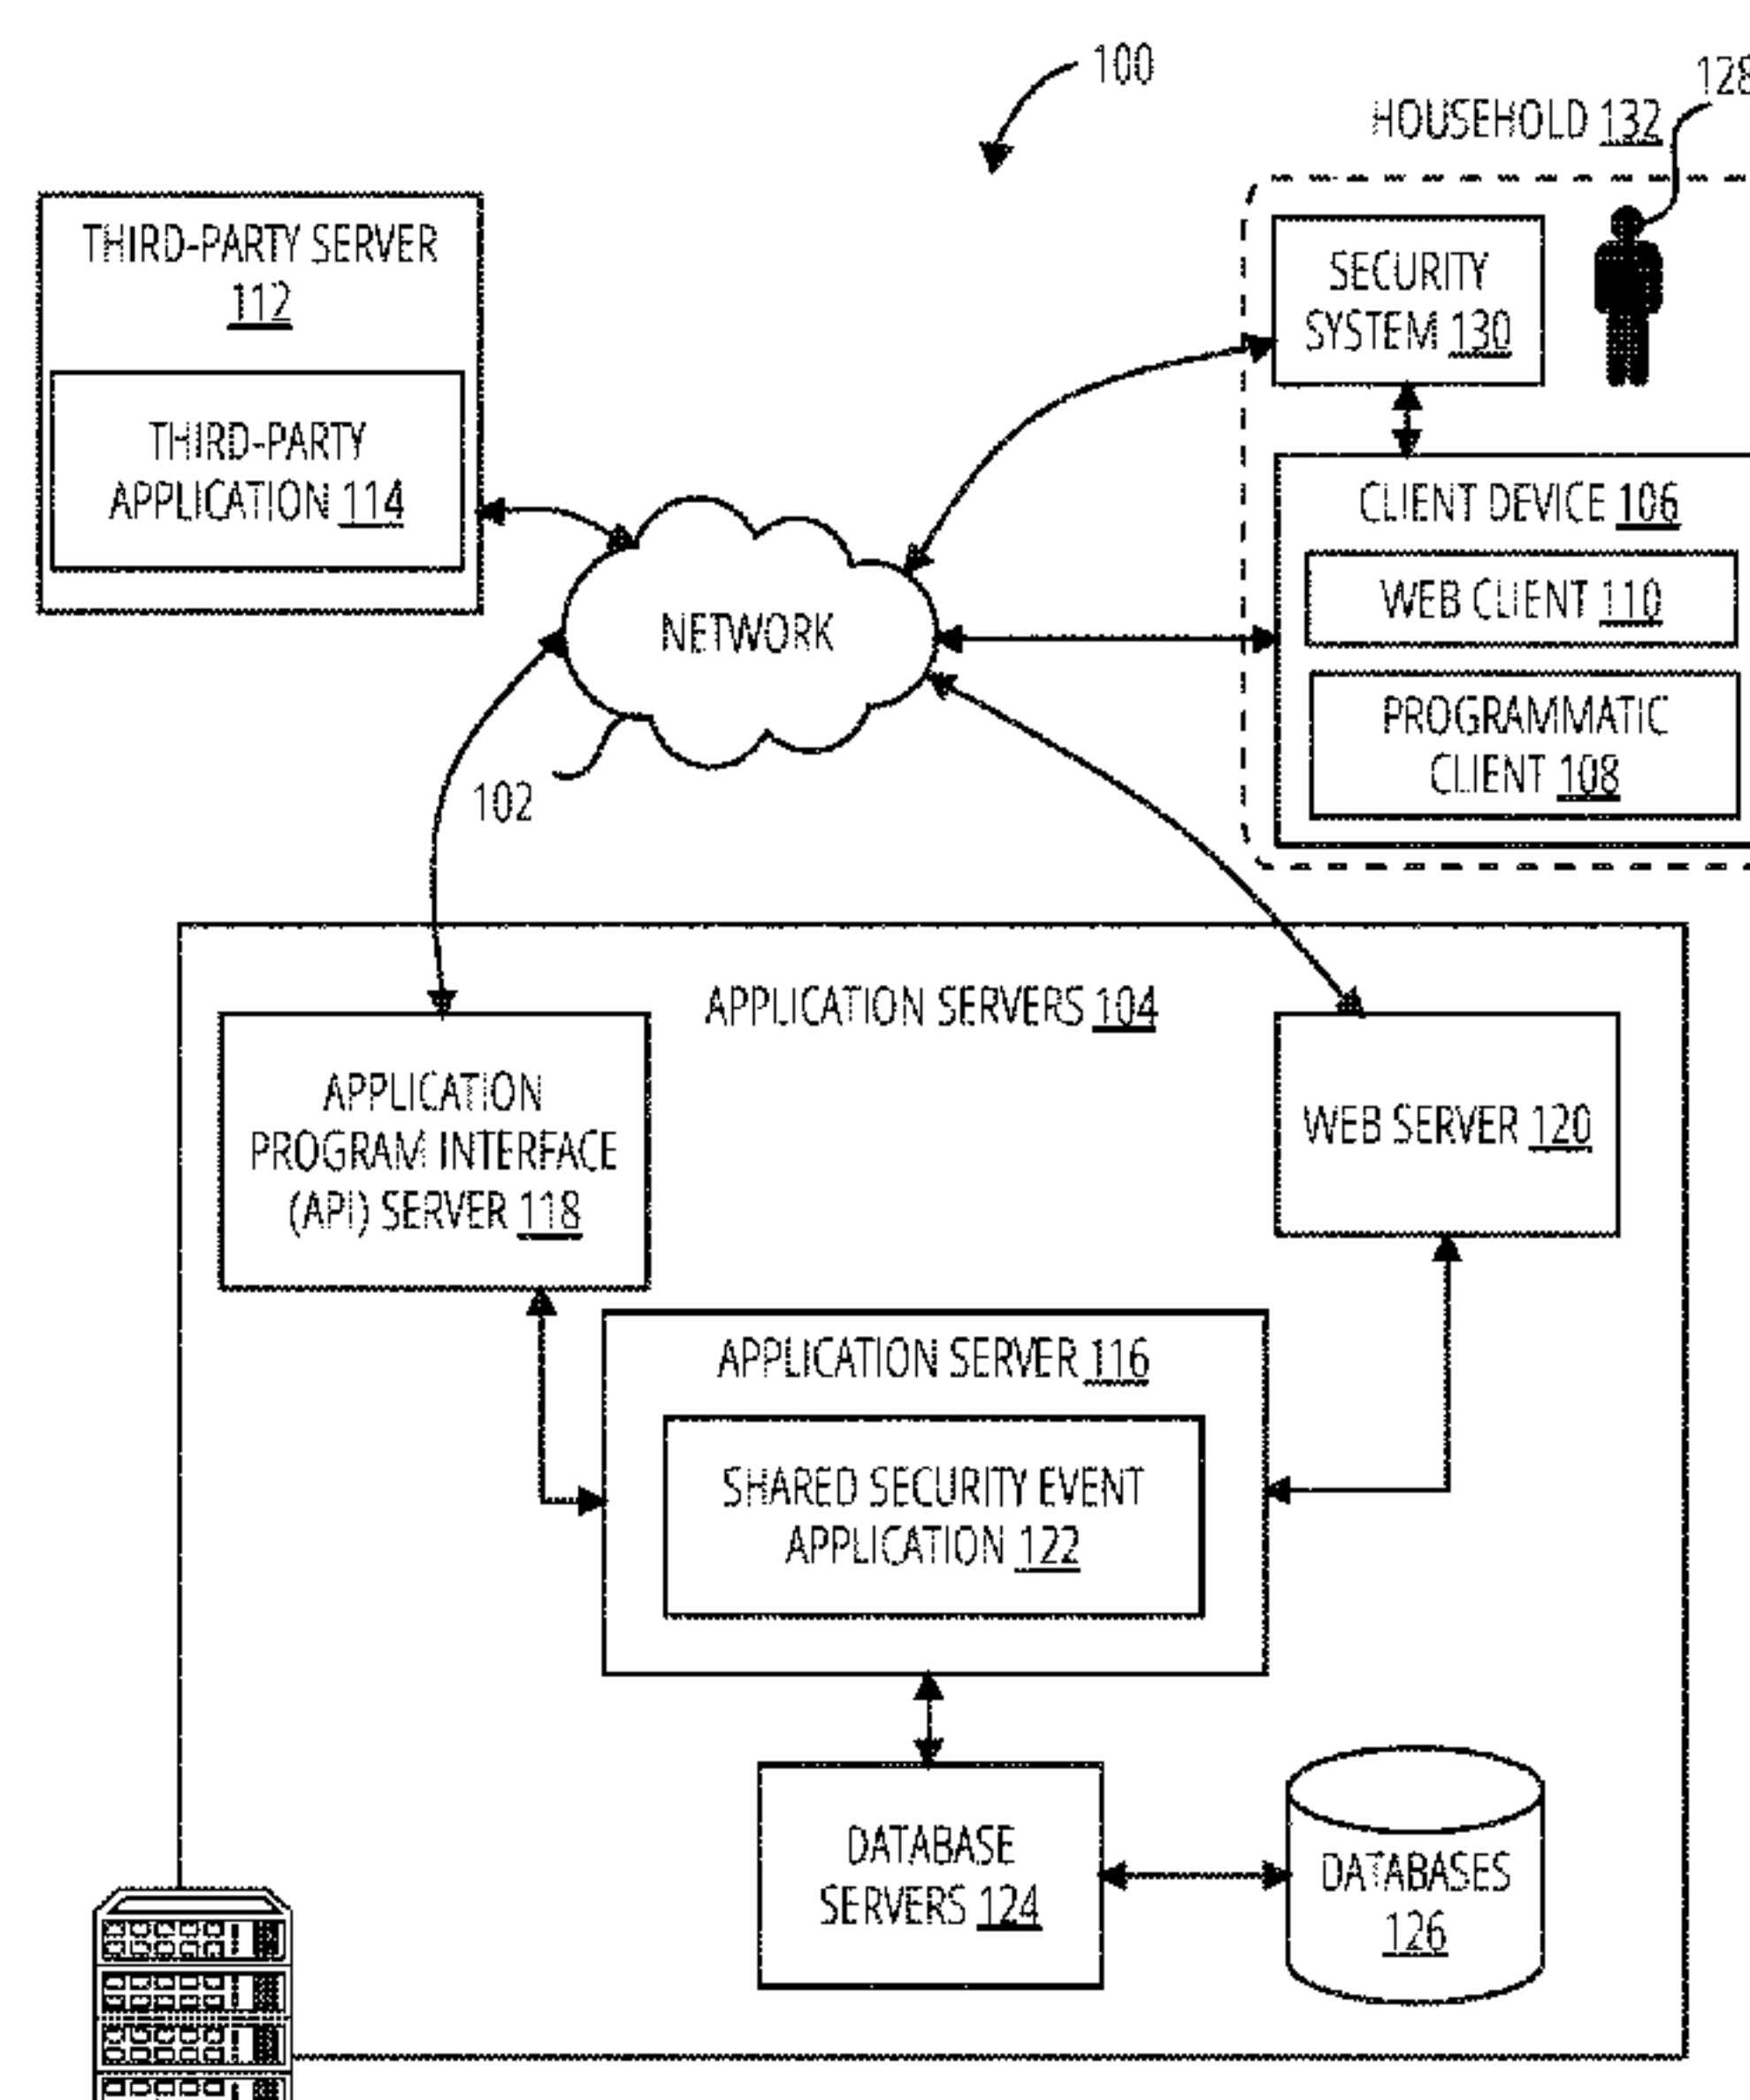 100
128
HOUSEHOLD 132
THIRD-PARTY SERVER
112
THIRD-PARTY
APPLICATION 114
SECURITY
SYSTEM 130
CLIENT DEVICE 106
WEB CLIENT 110
PROGRAMMATIC
CLIENT 108
NETWORK
102
APPLICATION SERVERS 104
APPLICATION
PROGRAM INTERFACE
(API) SERVER 118
WEB SERVER 120
APPLICATION SERVER 116
SHARED SECURITY EVENT
APPLICATION 122
DATABASE
SERVERS 124
DATABASES
126